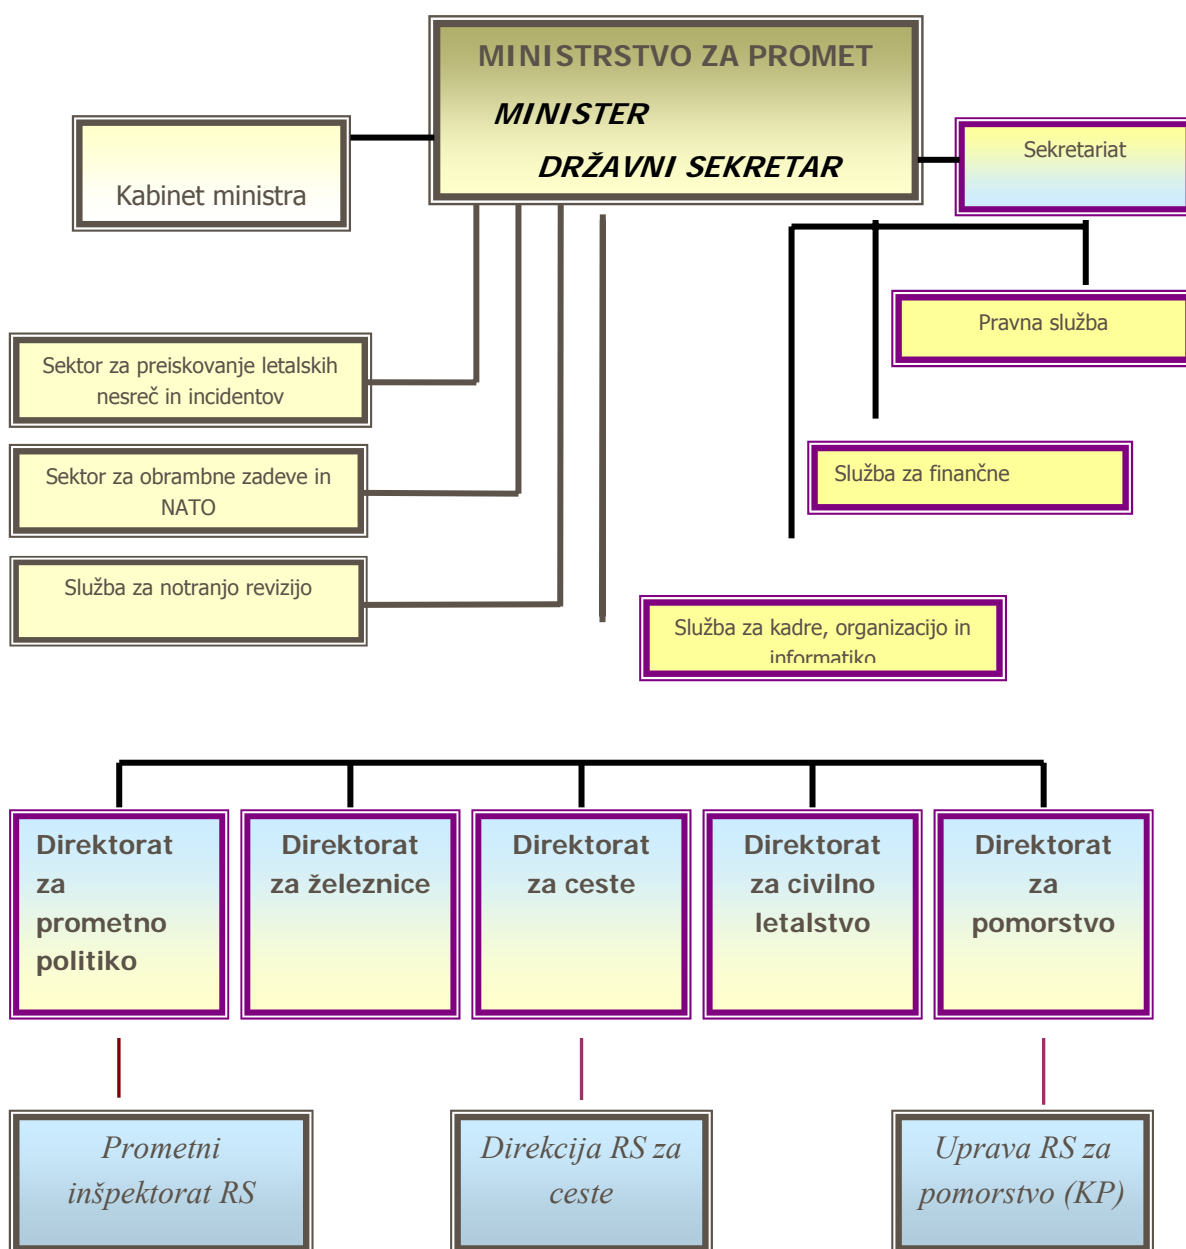 MINISTRSTVO ZA PROMET
MINISTER
DRŽAVNI SEKRETAR
Kabinet ministra
Sekretariat
Pravna služba
Sektor za preiskovanje letalskih
nesreč in incidentov
Sektor za obrambne zadeve in
NATO
Služba za finančne
Služba za notranjo revizijo
Služba za kadre, organizacijo in
informatiko
Direktorat
za
prometno
politiko
Direktorat
za železnice
Direktorat
za ceste
Direktorat
za civilno
letalstvo
Direktorat
za
pomorstvo
Prometni
inšpektorat RS
Direkcija RS za
ceste
Uprava RS za
pomorstvo (KP)